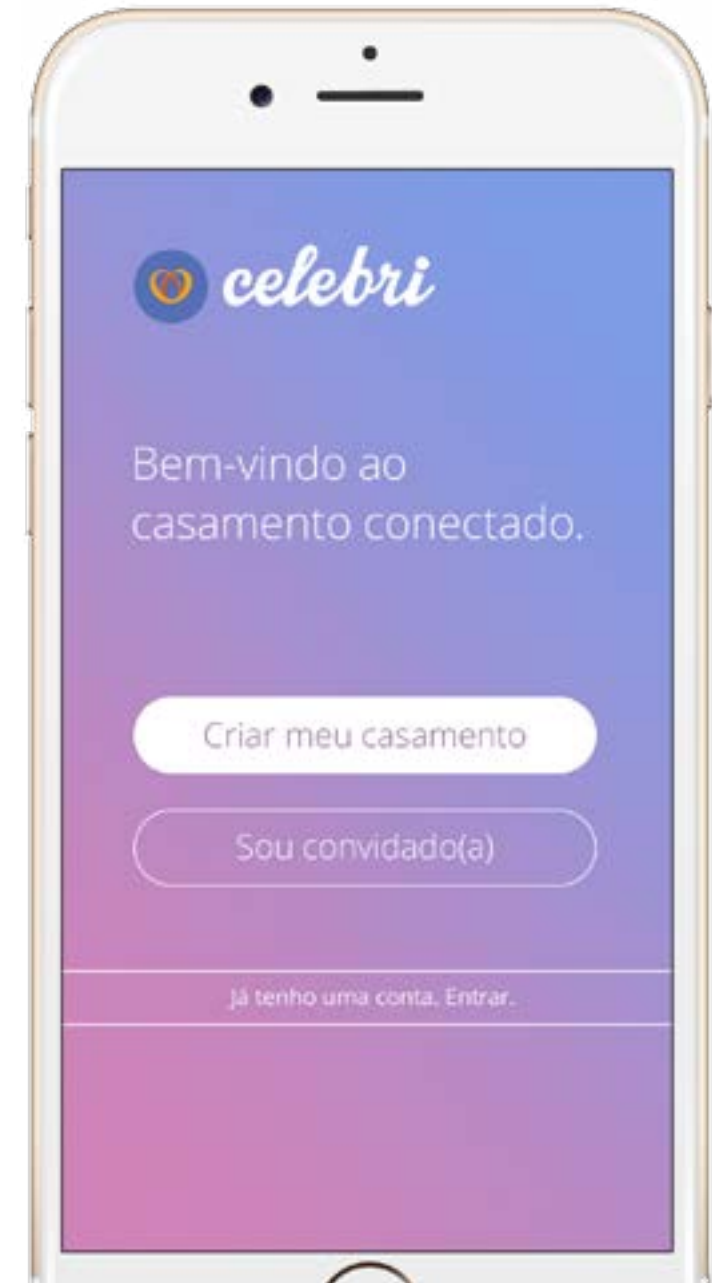 celebri
Bem-vindo ao
casamento conectado.
Criar meu casamento
Sou convidado(a)
Já tenho uma conta. Entrar.